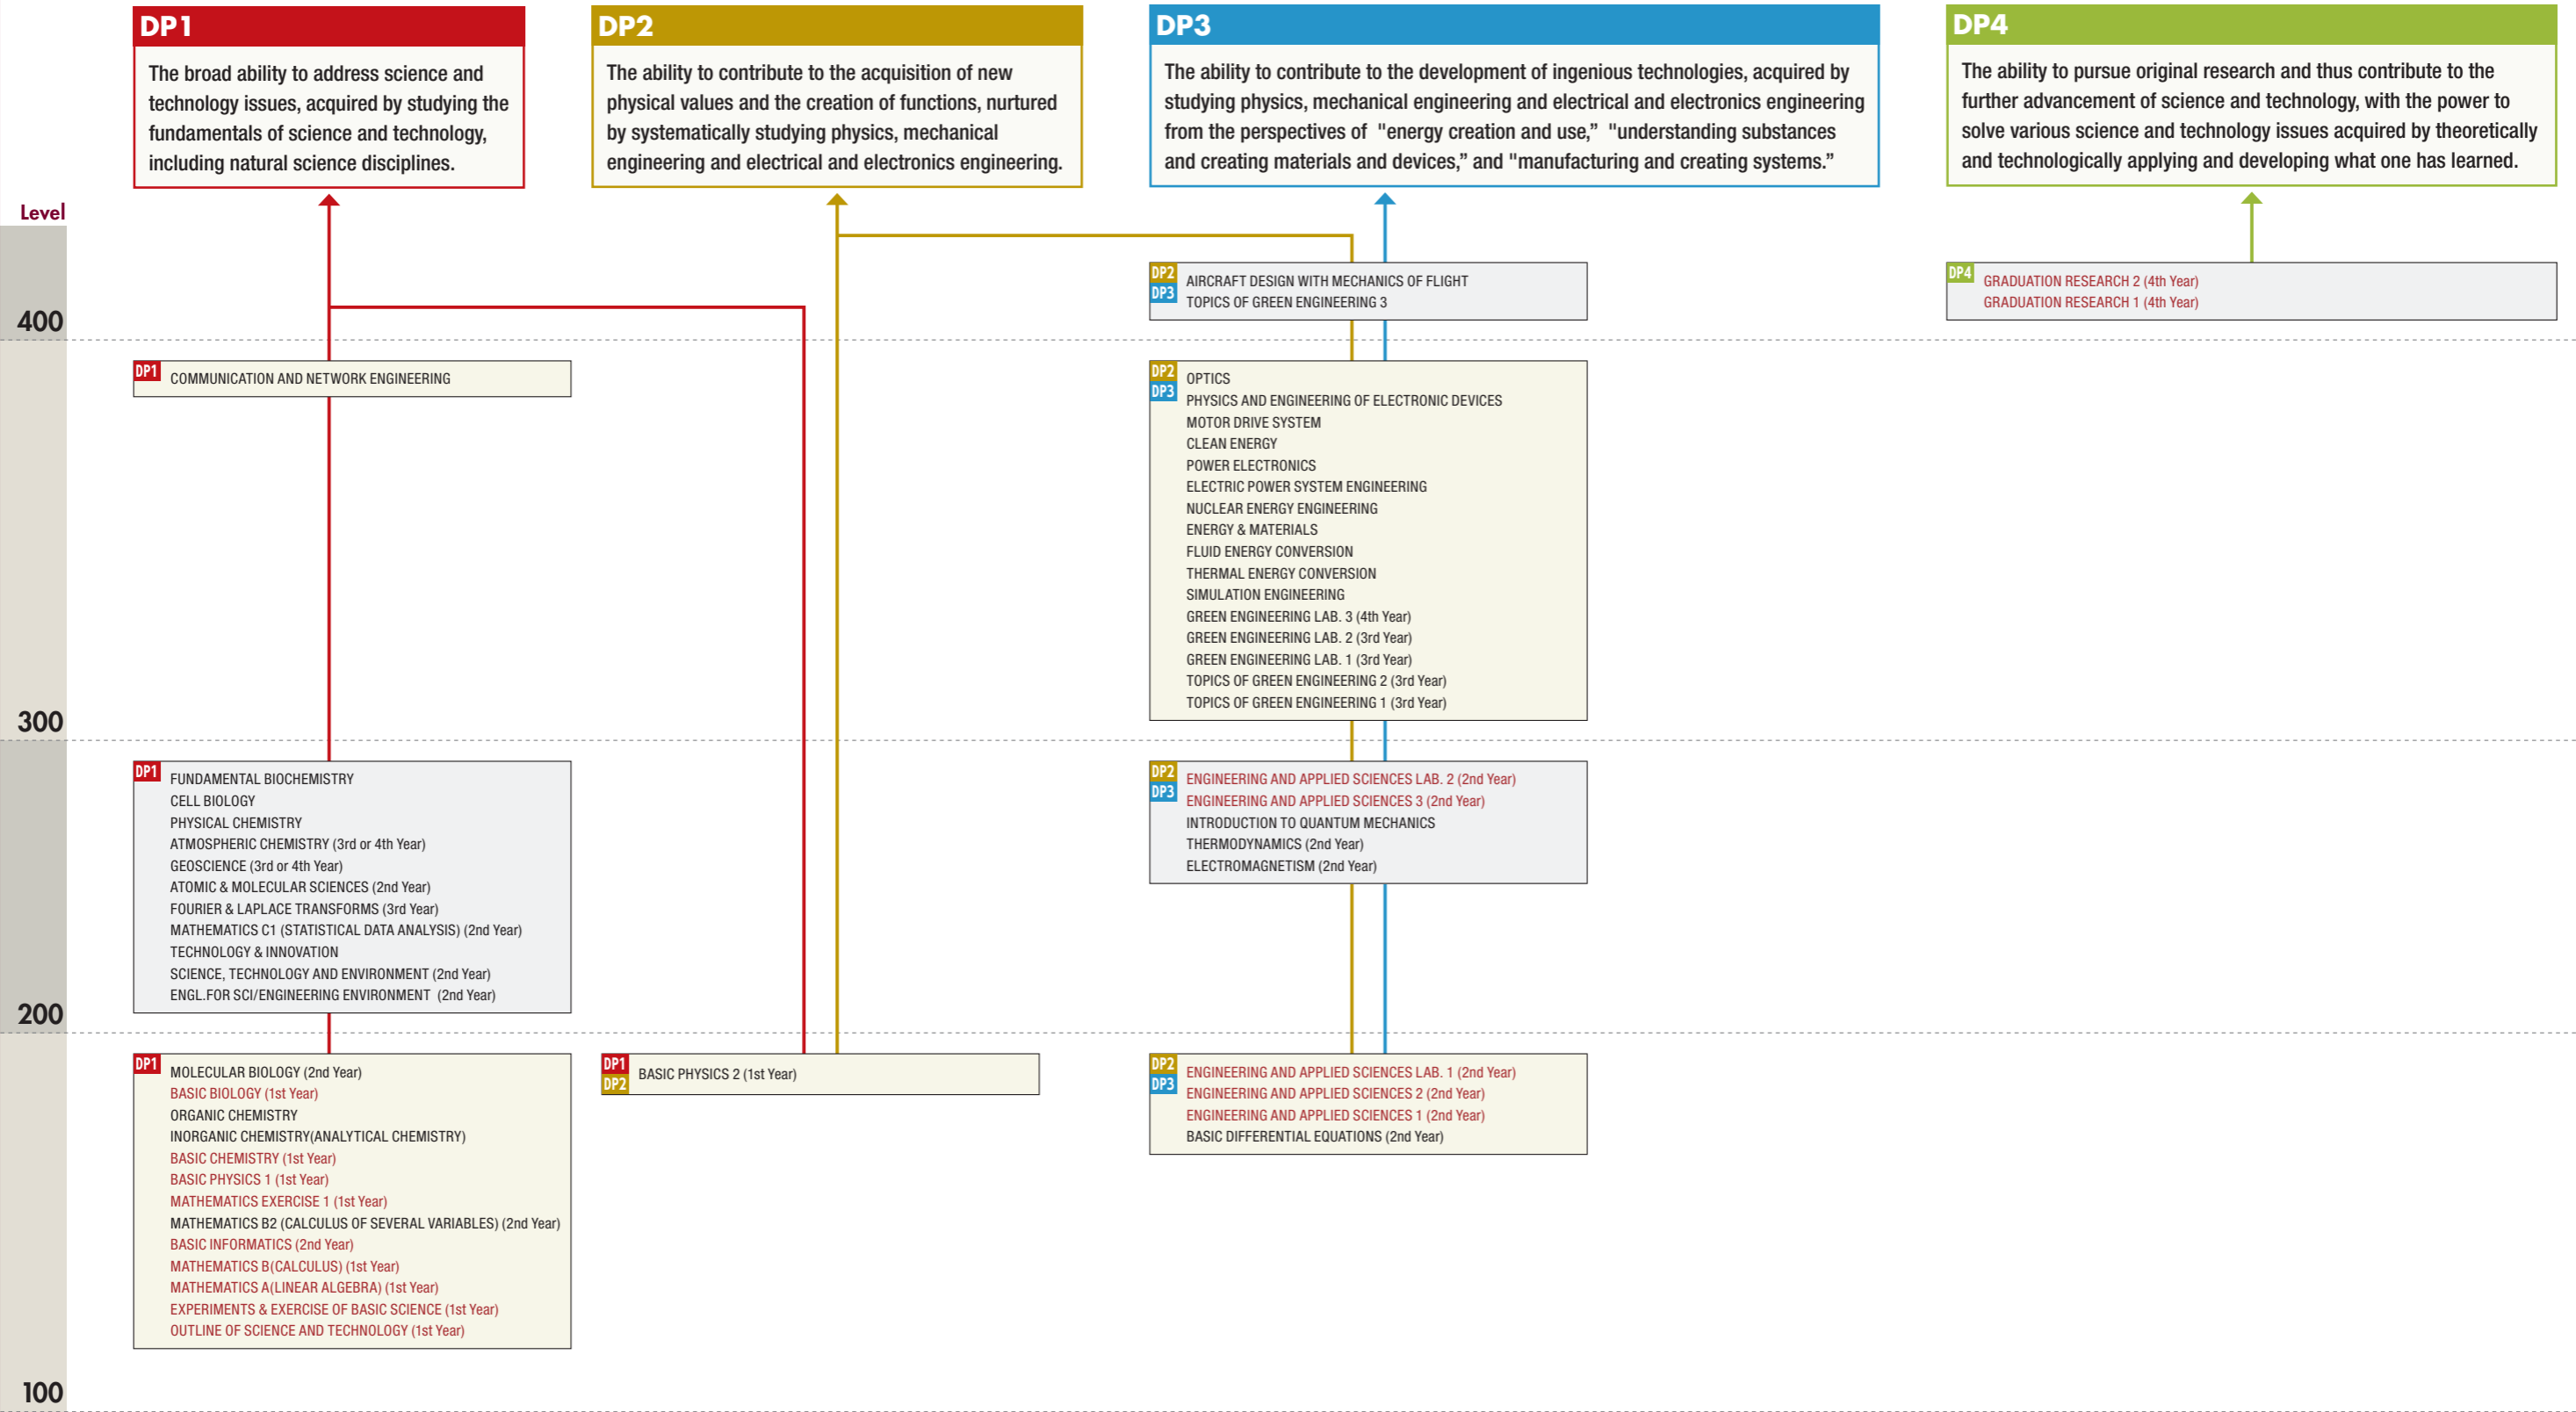 DP1
The broad ability to address science and
technology issues, acquired by studying the
fundamentals of science and technology,
including natural science disciplines.
DP2
The ability to contribute to the acquisition of new
physical values and the creation of functions, nurtured
by systematically studying physics, mechanical
engineering and electrical and electronics engineering.
DP3
The ability to contribute to the development of ingenious technologies, acquired by
studying physics, mechanical engineering and electrical and electronics engineering
from the perspectives of "energy creation and use,” "understanding substances
and creating materials and devices,” and "manufacturing and creating systems.”
DP4
The ability to pursue original research and thus contribute to the
further advancement of science and technology, with the power to
solve various science and technology issues acquired by theoretically
and technologically applying and developing what one has learned.
Level
400
DP2
DP3
AIRCRAFT DESIGN WITH MECHANICS OF FLIGHT
TOPICS OF GREEN ENGINEERING 3
DP4
GRADUATION RESEARCH 2 (4th Year)
GRADUATION RESEARCH 1 (4th Year)
300
DP1
COMMUNICATION AND NETWORK ENGINEERING
DP2
DP3
OPTICS
PHYSICS AND ENGINEERING OF ELECTRONIC DEVICES
MOTOR DRIVE SYSTEM
CLEAN ENERGY
POWER ELECTRONICS
ELECTRIC POWER SYSTEM ENGINEERING
NUCLEAR ENERGY ENGINEERING
ENERGY & MATERIALS
FLUID ENERGY CONVERSION
THERMAL ENERGY CONVERSION
SIMULATION ENGINEERING
GREEN ENGINEERING LAB. 3 (4th Year)
GREEN ENGINEERING LAB. 2 (3rd Year)
GREEN ENGINEERING LAB. 1 (3rd Year)
TOPICS OF GREEN ENGINEERING 2 (3rd Year)
TOPICS OF GREEN ENGINEERING 1 (3rd Year)
200
DP1
FUNDAMENTAL BIOCHEMISTRY
CELL BIOLOGY
PHYSICAL CHEMISTRY
ATMOSPHERIC CHEMISTRY (3rd or 4th Year)
GEOSCIENCE (3rd or 4th Year)
ATOMIC & MOLECULAR SCIENCES (2nd Year)
FOURIER & LAPLACE TRANSFORMS (3rd Year)
MATHEMATICS C1 (STATISTICAL DATA ANALYSIS) (2nd Year)
TECHNOLOGY & INNOVATION
SCIENCE, TECHNOLOGY AND ENVIRONMENT (2nd Year)
ENGL.FOR SCI/ENGINEERING ENVIRONMENT (2nd Year)
DP2
DP3
ENGINEERING AND APPLIED SCIENCES LAB. 2 (2nd Year)
ENGINEERING AND APPLIED SCIENCES 3 (2nd Year)
INTRODUCTION TO QUANTUM MECHANICS
THERMODYNAMICS (2nd Year)
ELECTROMAGNETISM (2nd Year)
100
DP1
MOLECULAR BIOLOGY (2nd Year)
BASIC BIOLOGY (1st Year)
ORGANIC CHEMISTRY
INORGANIC CHEMISTRY(ANALYTICAL CHEMISTRY)
BASIC CHEMISTRY (1st Year)
BASIC PHYSICS 1 (1st Year)
MATHEMATICS EXERCISE 1 (1st Year)
MATHEMATICS B2 (CALCULUS OF SEVERAL VARIABLES) (2nd Year)
BASIC INFORMATICS (2nd Year)
MATHEMATICS B(CALCULUS) (1st Year)
MATHEMATICS A(LINEAR ALGEBRA) (1st Year)
EXPERIMENTS & EXERCISE OF BASIC SCIENCE (1st Year)
OUTLINE OF SCIENCE AND TECHNOLOGY (1st Year)
DP1
DP2
BASIC PHYSICS 2 (1st Year)
DP2
DP3
ENGINEERING AND APPLIED SCIENCES LAB. 1 (2nd Year)
ENGINEERING AND APPLIED SCIENCES 2 (2nd Year)
ENGINEERING AND APPLIED SCIENCES 1 (2nd Year)
BASIC DIFFERENTIAL EQUATIONS (2nd Year)